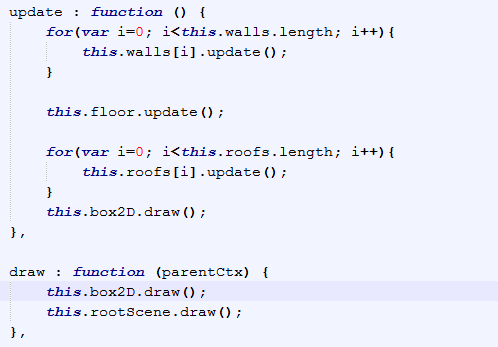 update : function () {
    for(var i=0; i<this.walls.length; i++){
        this.walls[i].update();
    }

    this.floor.update();

    for(var i=0; i<this.roofs.length; i++){
        this.roofs[i].update();
    }
    this.box2D.draw();
},

draw : function (parentCtx) {
    this.box2D.draw();
    this.rootScene.draw();
},